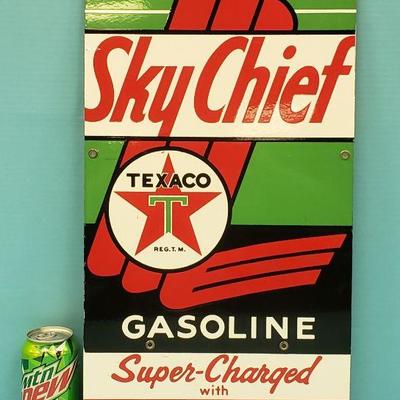 Sky Chief
TEXACO
T
REG. T. M.
GASOLINE
Super-Charged
with
mtn
Dew